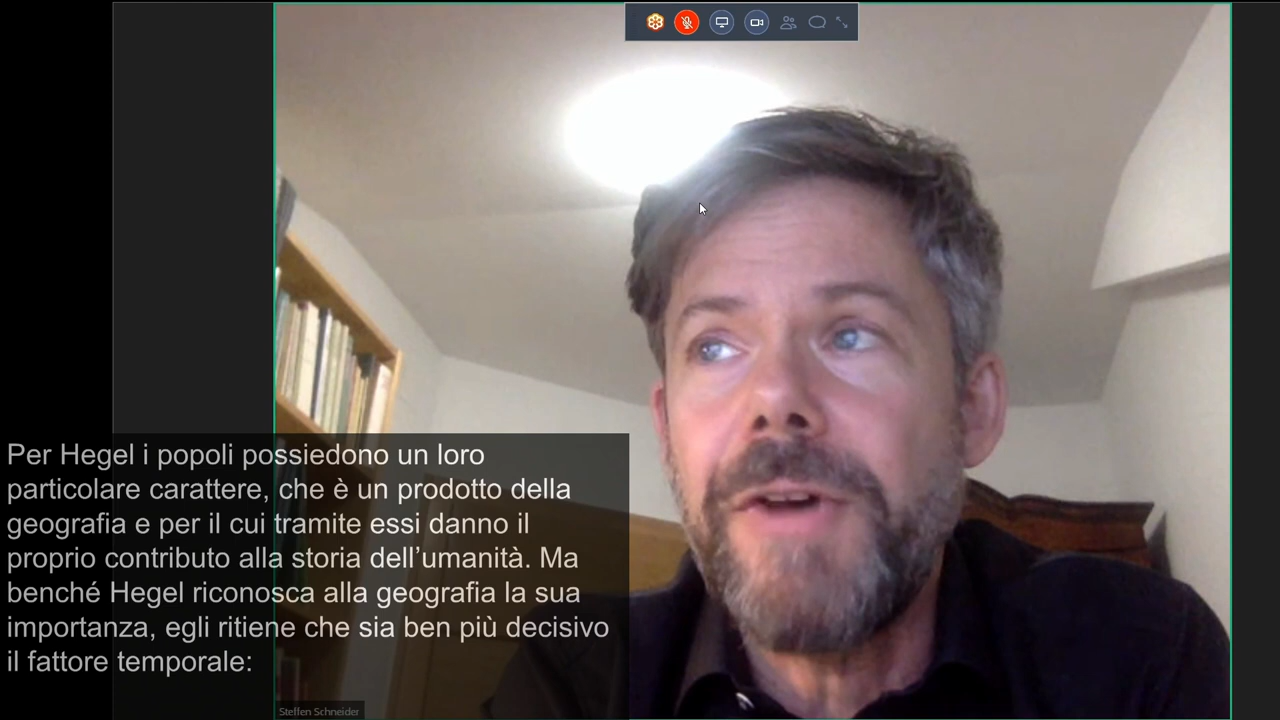 Per Hegel i popoli possiedono un loro
particolare carattere, che è un prodotto della
geografia e per il cui tramite essi danno il
proprio contributo alla storia dell’umanità. Ma
benché Hegel riconosca alla geografia la sua
importanza, egli ritiene che sia ben più decisivo
il fattore temporale:
Steffen Schneider